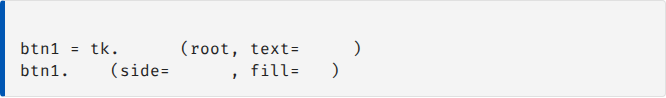 btn1 = tk.      (root, text=     )
btn1.   (side=      , fill=   )